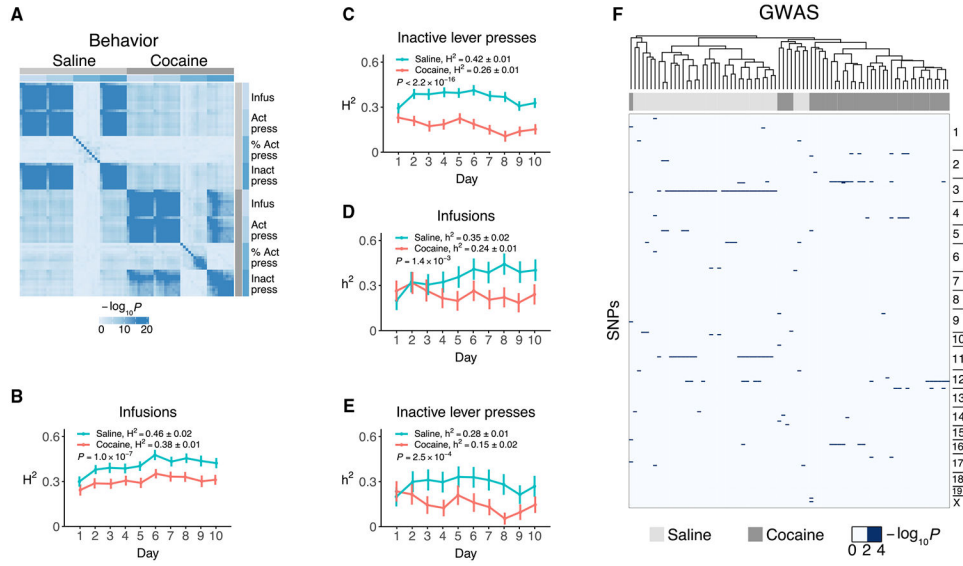 A
Behavior
Saline Cocaine
Infus
Act
press
% Act
press
Inact
press
Infus
Act
press
% Act
press
Inact
press
−log10P
0 10 20
B
Infusions
Saline, H² = 0.46 ± 0.02
Cocaine, H² = 0.38 ± 0.01
P = 1.0 × 10⁻⁷
H²
0.6
0.3
0
1 2 3 4 5 6 7 8 9 10
Day
C
Inactive lever presses
Saline, H² = 0.42 ± 0.01
Cocaine, H² = 0.26 ± 0.01
P < 2.2 × 10⁻¹⁶
H²
0.6
0.3
0
1 2 3 4 5 6 7 8 9 10
Day
D
Infusions
Saline, h² = 0.35 ± 0.02
Cocaine, h² = 0.24 ± 0.01
P = 1.4 × 10⁻³
h²
0.6
0.3
0
1 2 3 4 5 6 7 8 9 10
Day
E
Inactive lever presses
Saline, h² = 0.28 ± 0.01
Cocaine, h² = 0.15 ± 0.02
P = 2.5 × 10⁻⁴
h²
0.6
0.3
0
1 2 3 4 5 6 7 8 9 10
Day
F
GWAS
SNPs
1
2
3
4
5
6
7
8
9
10
11
12
13
14
15
16
17
18
19
X
Saline Cocaine −log10P
0 2 4